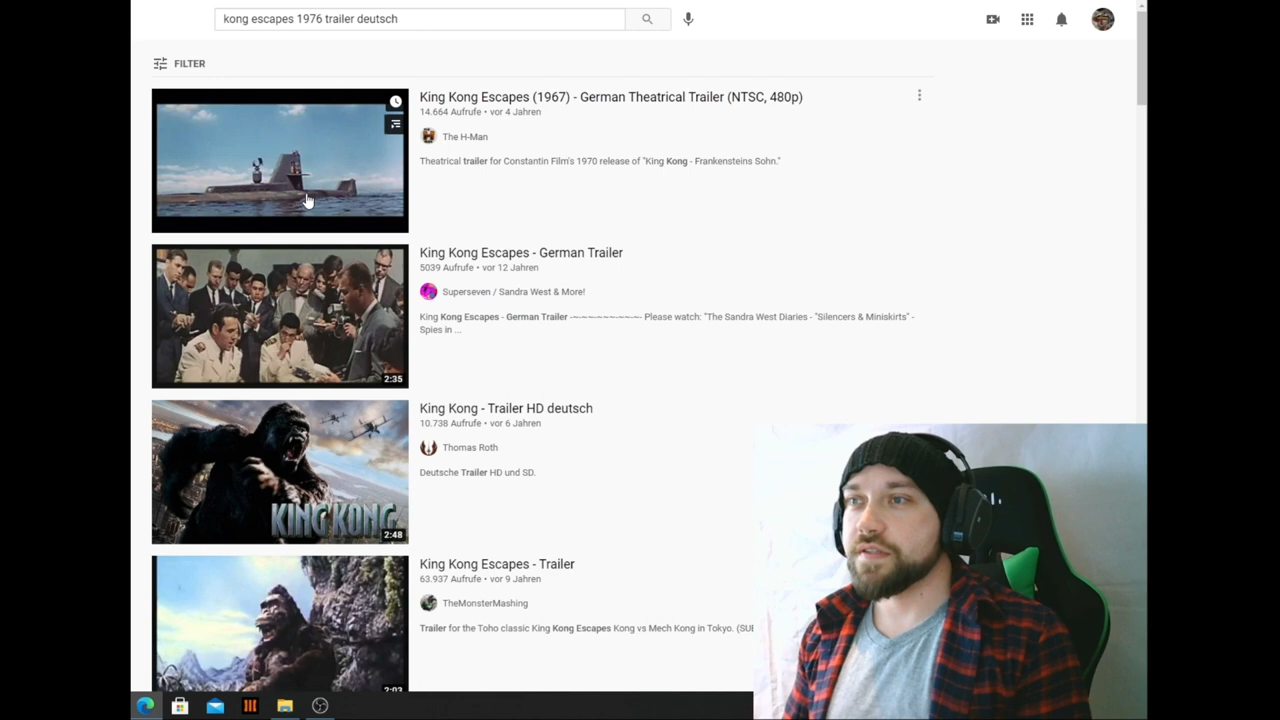 kong escapes 1976 trailer deutsch
FILTER
King Kong Escapes (1967) - German Theatrical Trailer (NTSC, 480p)
14.664 Aufrufe • vor 4 Jahren
The H-Man
Theatrical trailer for Constantin Film's 1970 release of "King Kong - Frankensteins Sohn."
King Kong Escapes - German Trailer
5039 Aufrufe • vor 12 Jahren
Superseven / Sandra West & More!
King Kong Escapes - German Trailer -~-~~-~~~-~~-~- Please watch: "The Sandra West Diaries - "Silencers & Miniskirts" -
Spies in ...
2:35
King Kong - Trailer HD deutsch
10.738 Aufrufe • vor 6 Jahren
Thomas Roth
Deutsche Trailer HD und SD.
KING KONG
2:48
King Kong Escapes - Trailer
63.937 Aufrufe • vor 9 Jahren
TheMonsterMashing
Trailer for the Toho classic King Kong Escapes Kong vs Mech Kong in Tokyo. (SUE
2:03